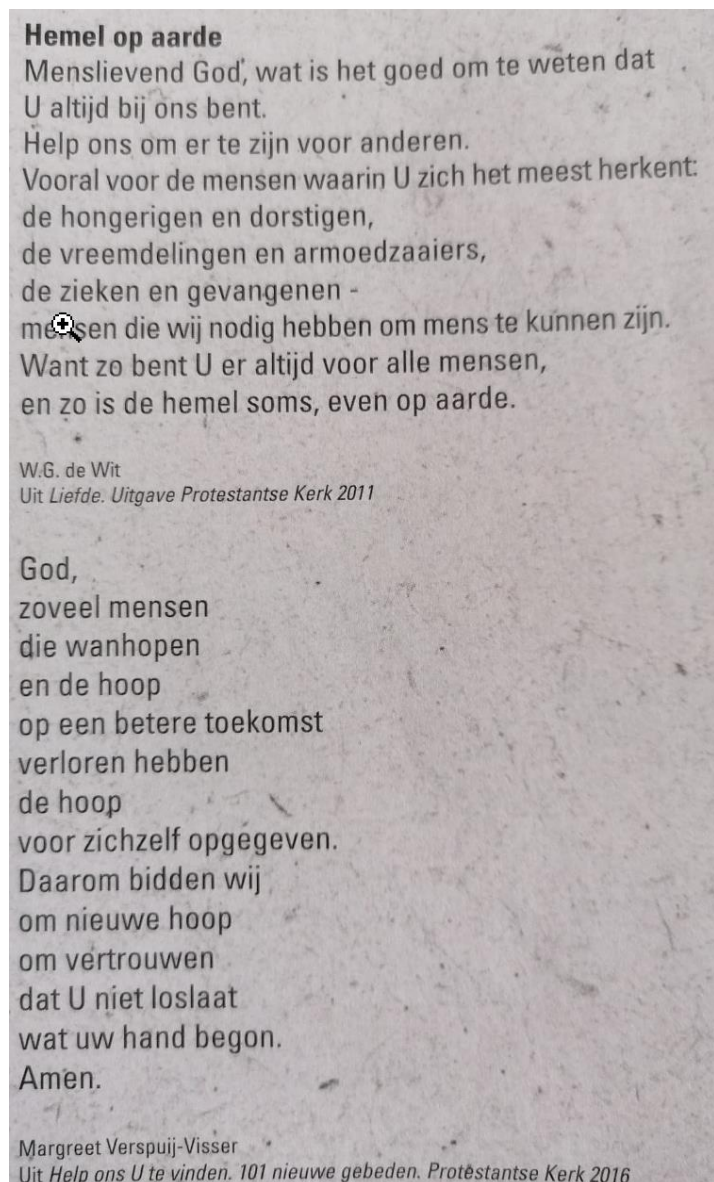 Hemel op aarde
Menslievend God, wat is het goed om te weten dat
U altijd bij ons bent.
Help ons om er te zijn voor anderen.
Vooral voor de mensen waarin U zich het meest herkent:
de hongerigen en dorstigen,
de vreemdelingen en armoedzaaiers,
de zieken en gevangenen -
mensen die wij nodig hebben om mens te kunnen zijn.
Want zo bent U er altijd voor alle mensen,
en zo is de hemel soms, even op aarde.
W.G. de Wit
Uit Liefde. Uitgave Protestantse Kerk 2011
God,
zoveel mensen
die wanhopen
en de hoop
op een betere toekomst
verloren hebben
de hoop
voor zichzelf opgegeven.
Daarom bidden wij
om nieuwe hoop
om vertrouwen
dat U niet loslaat
wat uw hand begon.
Amen.
Margreet Verspuij-Visser
Uit Help ons U te vinden. 101 nieuwe gebeden. Protestantse Kerk 2016